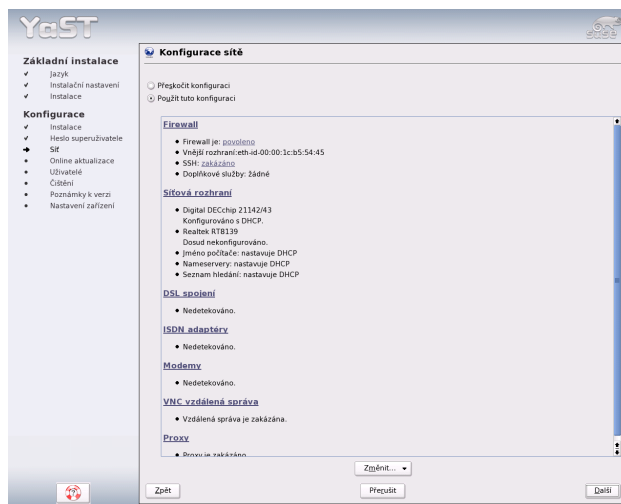 YaST
SuSE
Základní instalace
Jazyk
Instalační nastavení
Instalace
Konfigurace
Instalace
Heslo superuživatele
Síť
Online aktualizace
Uživatelé
Čištění
Poznámky k verzi
Nastavení zařízení
Konfigurace sítě
Přeskočit konfiguraci
Použít tuto konfiguraci
Firewall
Firewall je: povoleno
Vnější rozhraní:eth-id-00:00:1c:b5:54:45
SSH: zakázáno
Doplňkové služby: žádné
Síťová rozhraní
Digital DECchip 21142/43
Konfigurováno s DHCP.
Realtek RT8139
Dosud nekonfigurováno.
Jméno počítače: nastavuje DHCP
Nameservery: nastavuje DHCP
Seznam hledání: nastavuje DHCP
DSL spojení
Nedetekováno.
ISDN adaptéry
Nedetekováno.
Modemy
Nedetekováno.
VNC vzdálená správa
Vzdálená správa je zakázána.
Proxy
Proxy je zakázáno
Změnit...
Zpět
Přerušit
Další